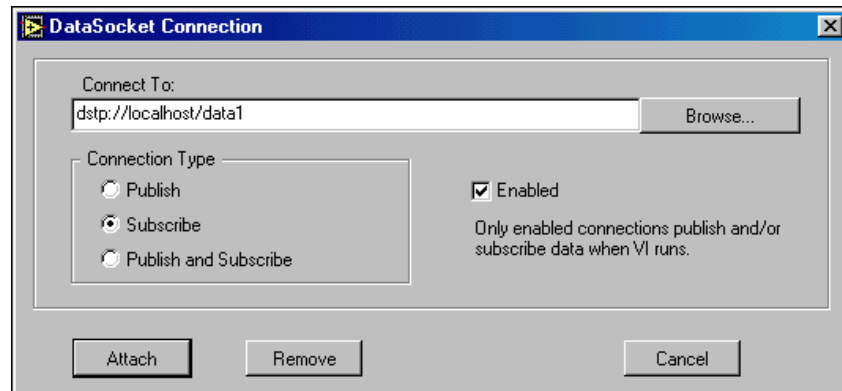 DataSocket Connection
Connect To:
dstp://localhost/data1
Browse...
Connection Type
Publish
Subscribe
Publish and Subscribe
Enabled
Only enabled connections publish and/or
subscribe data when VI runs.
Attach
Remove
Cancel